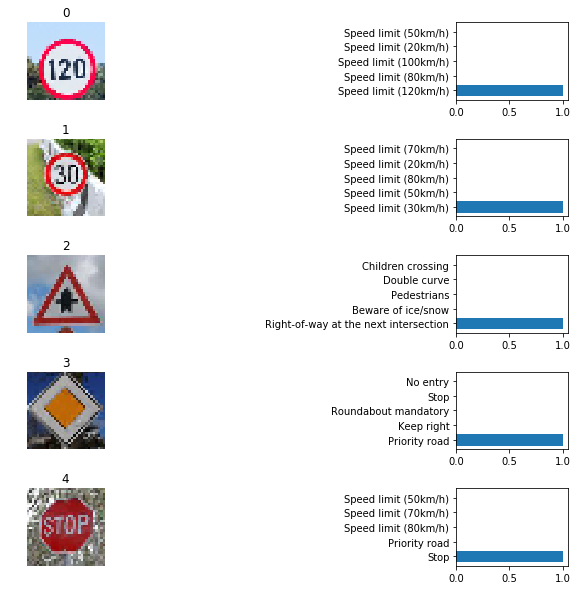 0
120
Speed limit (50km/h)
Speed limit (20km/h)
Speed limit (100km/h)
Speed limit (80km/h)
Speed limit (120km/h)
0.0 0.5 1.0
1
30
Speed limit (70km/h)
Speed limit (20km/h)
Speed limit (80km/h)
Speed limit (50km/h)
Speed limit (30km/h)
0.0 0.5 1.0
2
Children crossing
Double curve
Pedestrians
Beware of ice/snow
Right-of-way at the next intersection
0.0 0.5 1.0
3
No entry
Stop
Roundabout mandatory
Keep right
Priority road
0.0 0.5 1.0
4
STOP
Speed limit (50km/h)
Speed limit (70km/h)
Speed limit (80km/h)
Priority road
Stop
0.0 0.5 1.0